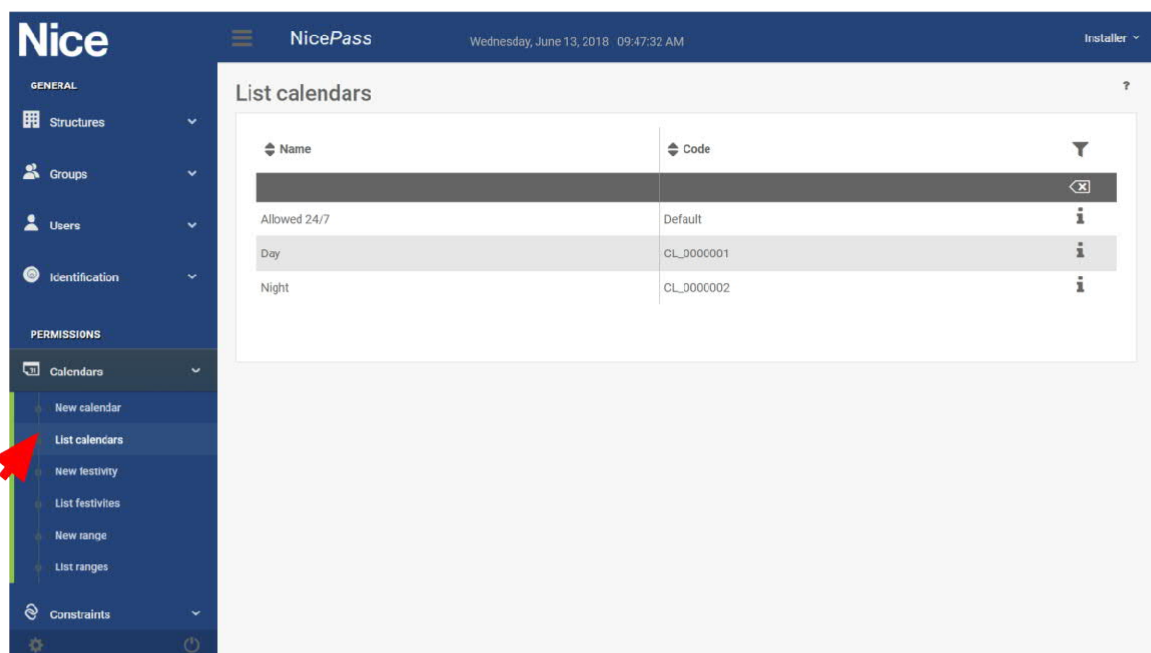 Nice
NicePass
Wednesday, June 13, 2018 09:47:32 AM
Installer
GENERAL
Structures
Groups
Users
Identification
PERMISSIONS
Calendars
New calendar
List calendars
New festivity
List festivites
New range
List ranges
Constraints
List calendars
?
Name Code
Allowed 24/7 Default
Day CL_0000001
Night CL_0000002